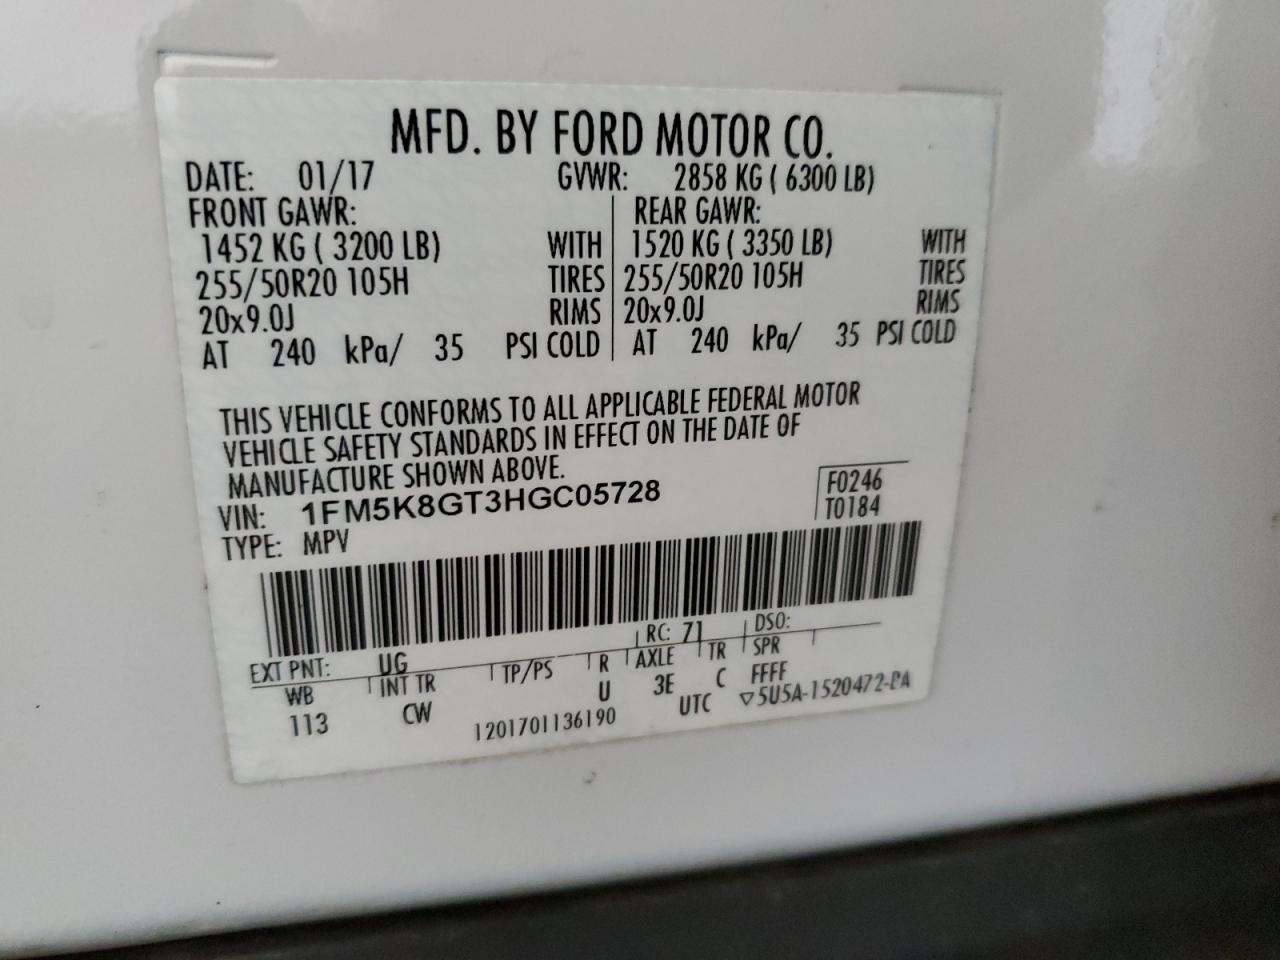 MFD. BY FORD MOTOR CO.
DATE: 01/17 GVWR: 2858 KG ( 6300 LB)
FRONT GAWR: REAR GAWR:
1452 KG ( 3200 LB) WITH 1520 KG ( 3350 LB) WITH
255/50R20 105H TIRES 255/50R20 105H TIRES
20x9.0J RIMS 20x9.0J RIMS
AT 240 kPa/ 35 PSI COLD AT 240 kPa/ 35 PSI COLD
THIS VEHICLE CONFORMS TO ALL APPLICABLE FEDERAL MOTOR
VEHICLE SAFETY STANDARDS IN EFFECT ON THE DATE OF
MANUFACTURE SHOWN ABOVE.
VIN: 1FM5K8GT3HGC05728 F0246
TYPE: MPV T0184
EXT PNT: UG RC: 71 DSO:
WB INT TR TP/PS R AXLE TR SPR
113 CW U 3E C FFFF
1201701136190 UTC ▽5U5A-1520472-BA